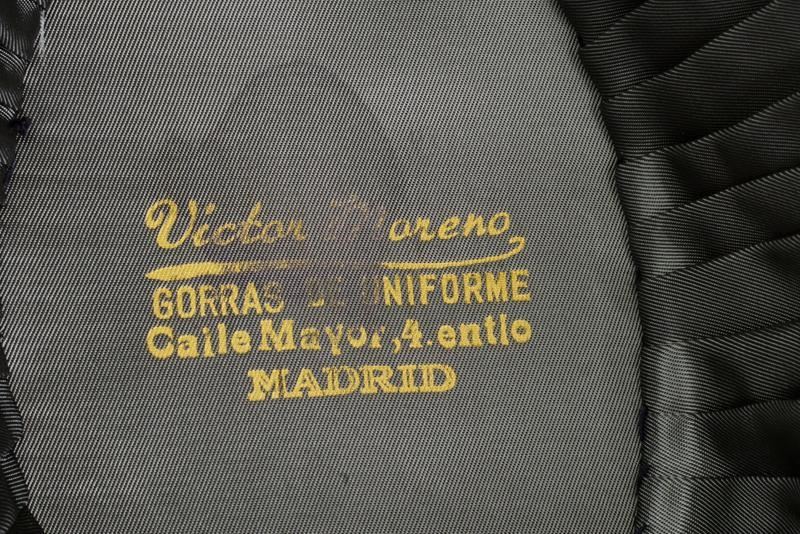 Victor Moreno
GORRAS DE UNIFORME
Calle Mayor, 4. entlo
MADRID